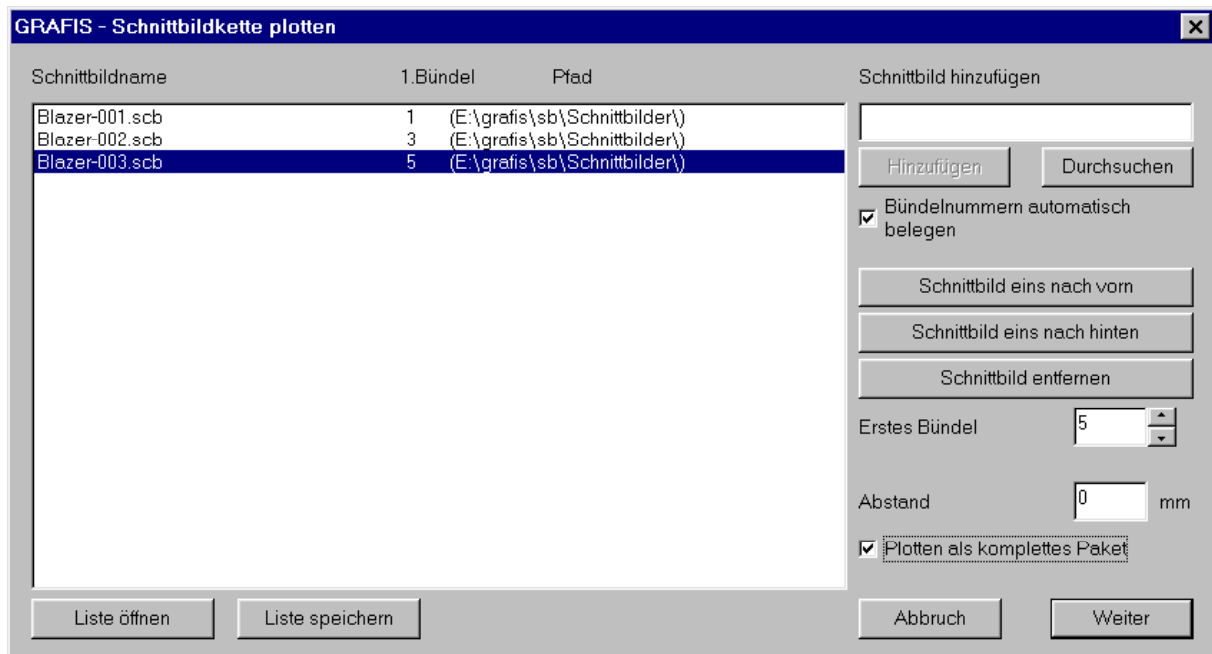 GRAFIS - Schnittbildkette plotten
Schnittbildname 1.Bündel Pfad
Blazer-001.scb 1 (E:\grafis\sb\Schnittbilder\)
Blazer-002.scb 3 (E:\grafis\sb\Schnittbilder\)
Blazer-003.scb 5 (E:\grafis\sb\Schnittbilder\)
Schnittbild hinzufügen
Hinzufügen Durchsuchen
Bündelnummern automatisch
belegen
Schnittbild eins nach vorn
Schnittbild eins nach hinten
Schnittbild entfernen
Erstes Bündel 5
Abstand 0 mm
Plotten als komplettes Paket
Liste öffnen Liste speichern Abbruch Weiter